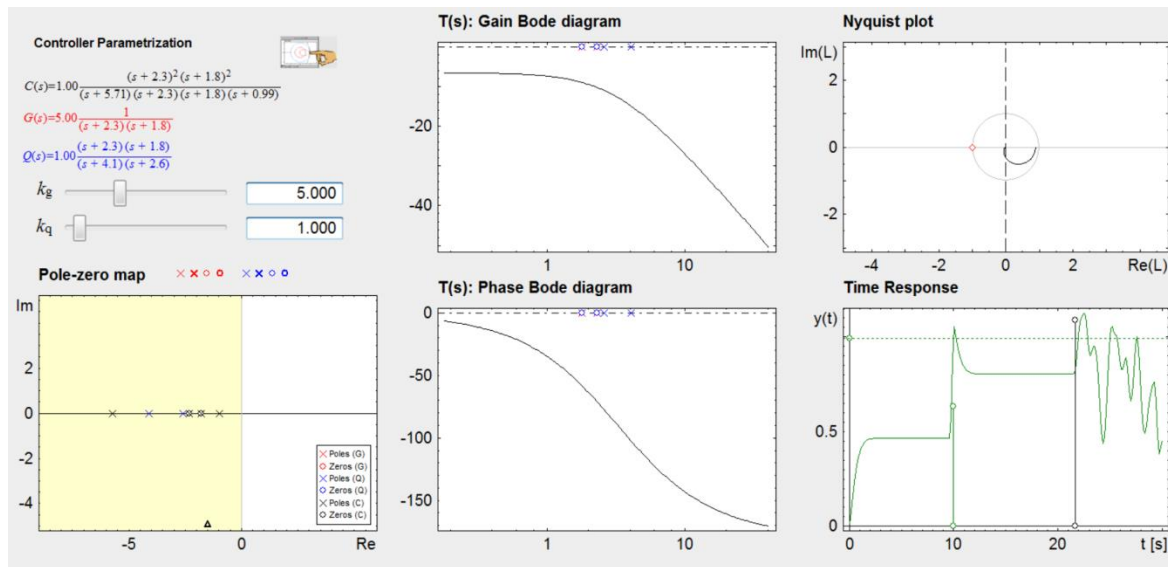 Controller Parametrization
C(s)=1.00 (s + 2.3)² (s + 1.8)² / (s + 5.71) (s + 2.3) (s + 1.8) (s + 0.99)
G(s)=5.00 1 / (s + 2.3) (s + 1.8)
Q(s)=1.00 (s + 2.3) (s + 1.8) / (s + 4.1) (s + 2.6)
kg 5.000
kq 1.000
T(s): Gain Bode diagram
-20
-40
1 10
Nyquist plot
Im(L)
2
0
-2
-4 -2 0 2 Re(L)
Pole-zero map
Im
2
0
-2
-4
-5 0 Re
Poles (G)
Zeros (G)
Poles (Q)
Zeros (Q)
Poles (C)
Zeros (C)
T(s): Phase Bode diagram
0
-50
-100
-150
1 10
Time Response
y(t)
0.5
0
0 10 20 t [s]